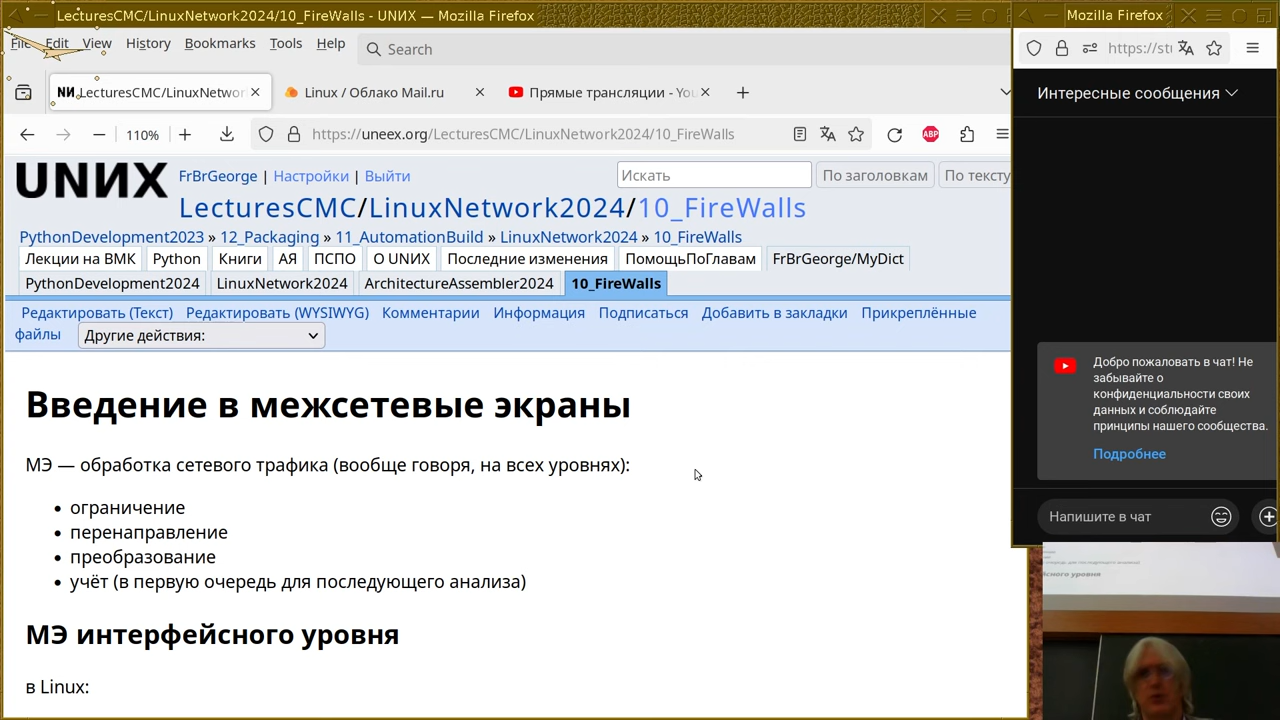 LecturesCMC/LinuxNetwork2024/10_FireWalls - UNИX — Mozilla Firefox
Mozilla Firefox
File Edit View History Bookmarks Tools Help
Search
LecturesCMC/LinuxNetwor
Linux / Облако Mail.ru
Прямые трансляции - You
110%
https://uneex.org/LecturesCMC/LinuxNetwork2024/10_FireWalls
ABP
https://stu
Интересные сообщения
UNИX
FrBrGeorge | Настройки | Выйти
Искать
По заголовкам
По тексту
LecturesCMC/LinuxNetwork2024/10_FireWalls
PythonDevelopment2023 » 12_Packaging » 11_AutomationBuild » LinuxNetwork2024 » 10_FireWalls
Лекции на ВМК
Python
Книги
АЯ
ПСПО
О UNIX
Последние изменения
ПомощьПоГлавам
FrBrGeorge/MyDict
PythonDevelopment2024
LinuxNetwork2024
ArchitectureAssembler2024
10_FireWalls
Редактировать (Текст) Редактировать (WYSIWYG) Комментарии Информация Подписаться Добавить в закладки Прикреплённые
файлы
Другие действия:
Введение в межсетевые экраны
МЭ — обработка сетевого трафика (вообще говоря, на всех уровнях):
• ограничение
• перенаправление
• преобразование
• учёт (в первую очередь для последующего анализа)
МЭ интерфейсного уровня
в Linux:
Добро пожаловать в чат! Не
забывайте о
конфиденциальности своих
данных и соблюдайте
принципы нашего сообщества.
Подробнее
Напишите в чат